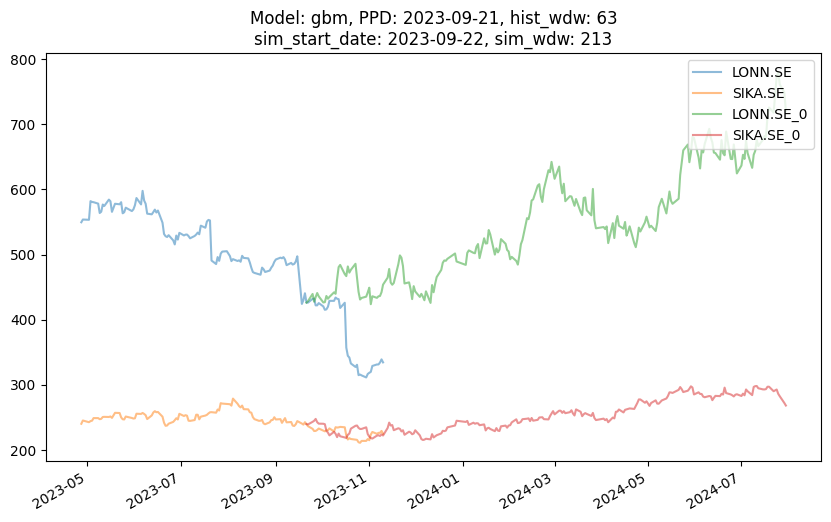 Model: gbm, PPD: 2023-09-21, hist_wdw: 63
sim_start_date: 2023-09-22, sim_wdw: 213
800
700
600
500
400
300
200
LONN.SE
SIKA.SE
LONN.SE_0
SIKA.SE_0
2023-05
2023-07
2023-09
2023-11
2024-01
2024-03
2024-05
2024-07